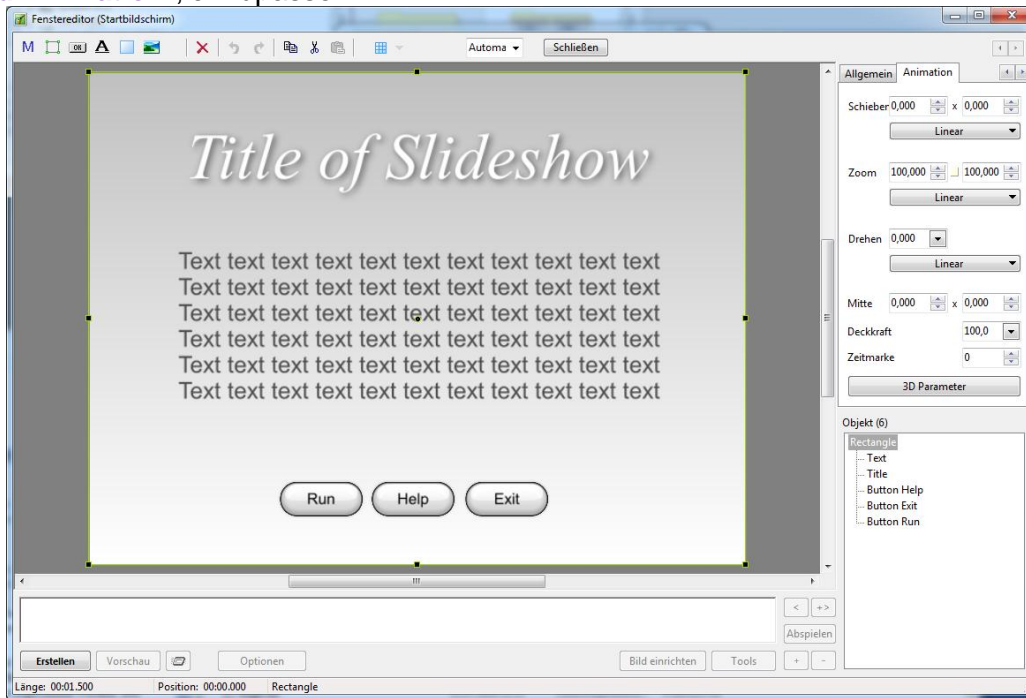 Fenstereditor (Startbildschirm)
M OK A Automa Schließen
Allgemein Animation
Schieber 0,000 x 0,000
Linear
Zoom 100,000 100,000
Linear
Drehen 0,000
Linear
Mitte 0,000 x 0,000
Deckkraft 100,0
Zeitmarke 0
3D Parameter
Objekt (6)
Rectangle
Text
Title
Button Help
Button Exit
Button Run
Title of Slideshow
Text text text text text text text text text text text
Text text text text text text text text text text text
Text text text text text text text text text text text
Text text text text text text text text text text text
Text text text text text text text text text text text
Text text text text text text text text text text text
Run Help Exit
< +>
Abspielen
Erstellen Vorschau Optionen Bild einrichten Tools + -
Länge: 00:01.500 Position: 00:00.000 Rectangle